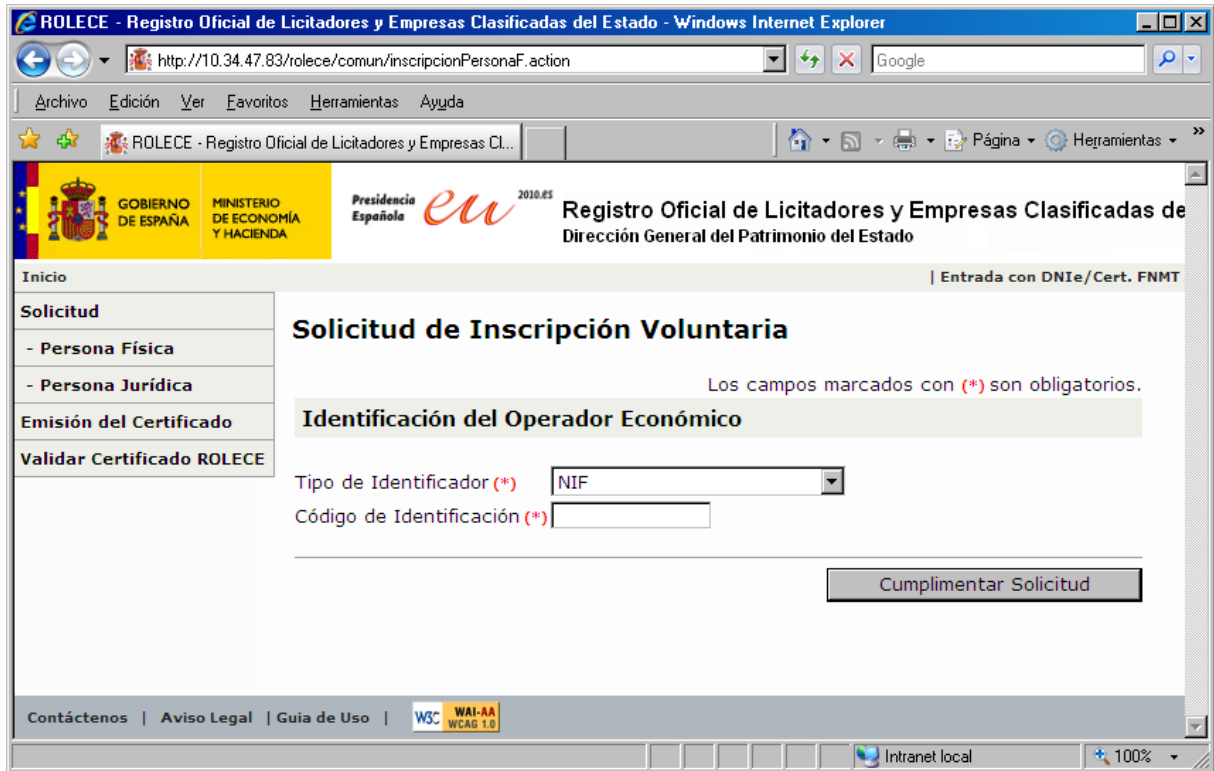 ROLECE - Registro Oficial de Licitadores y Empresas Clasificadas del Estado - Windows Internet Explorer
http://10.34.47.83/rolece/comun/inscripcionPersonaF.action
Google
Archivo Edición Ver Favoritos Herramientas Ayuda
ROLECE - Registro Oficial de Licitadores y Empresas Cl...
Página Herramientas »
GOBIERNO DE ESPAÑA
MINISTERIO DE ECONOMÍA Y HACIENDA
Presidencia Española eu 2010.es
Registro Oficial de Licitadores y Empresas Clasificadas de
Dirección General del Patrimonio del Estado
Inicio
| Entrada con DNIe/Cert. FNMT
Solicitud
- Persona Física
- Persona Jurídica
Emisión del Certificado
Validar Certificado ROLECE
Solicitud de Inscripción Voluntaria
Los campos marcados con (*) son obligatorios.
Identificación del Operador Económico
Tipo de Identificador (*) NIF
Código de Identificación (*)
Cumplimentar Solicitud
Contáctenos | Aviso Legal | Guia de Uso |
W3C WAI-AA WCAG 1.0
Intranet local
100%